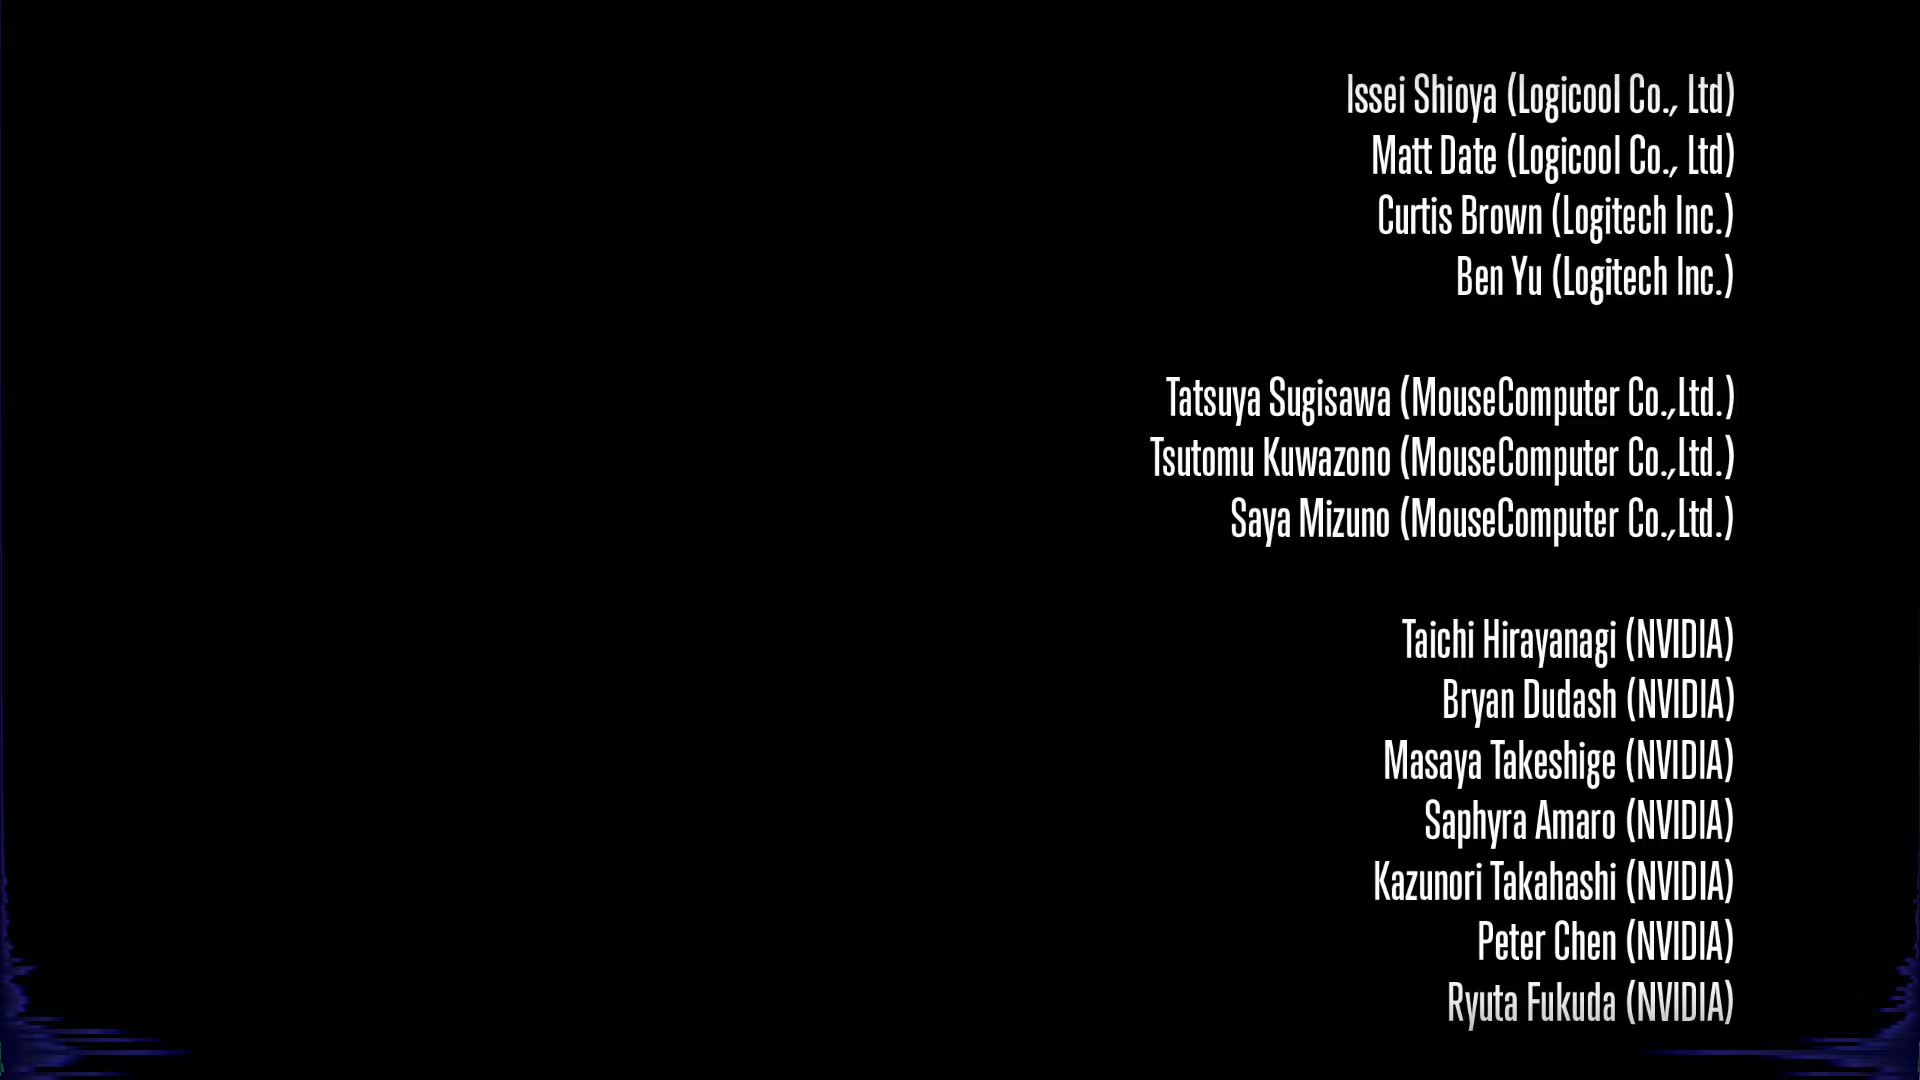 Issei Shioya (Logicool Co., Ltd)
Matt Date (Logicool Co., Ltd)
Curtis Brown (Logitech Inc.)
Ben Yu (Logitech Inc.)
Tatsuya Sugisawa (MouseComputer Co.,Ltd.)
Tsutomu Kuwazono (MouseComputer Co.,Ltd.)
Saya Mizuno (MouseComputer Co.,Ltd.)
Taichi Hirayanagi (NVIDIA)
Bryan Dudash (NVIDIA)
Masaya Takeshige (NVIDIA)
Saphyra Amaro (NVIDIA)
Kazunori Takahashi (NVIDIA)
Peter Chen (NVIDIA)
Ryuta Fukuda (NVIDIA)